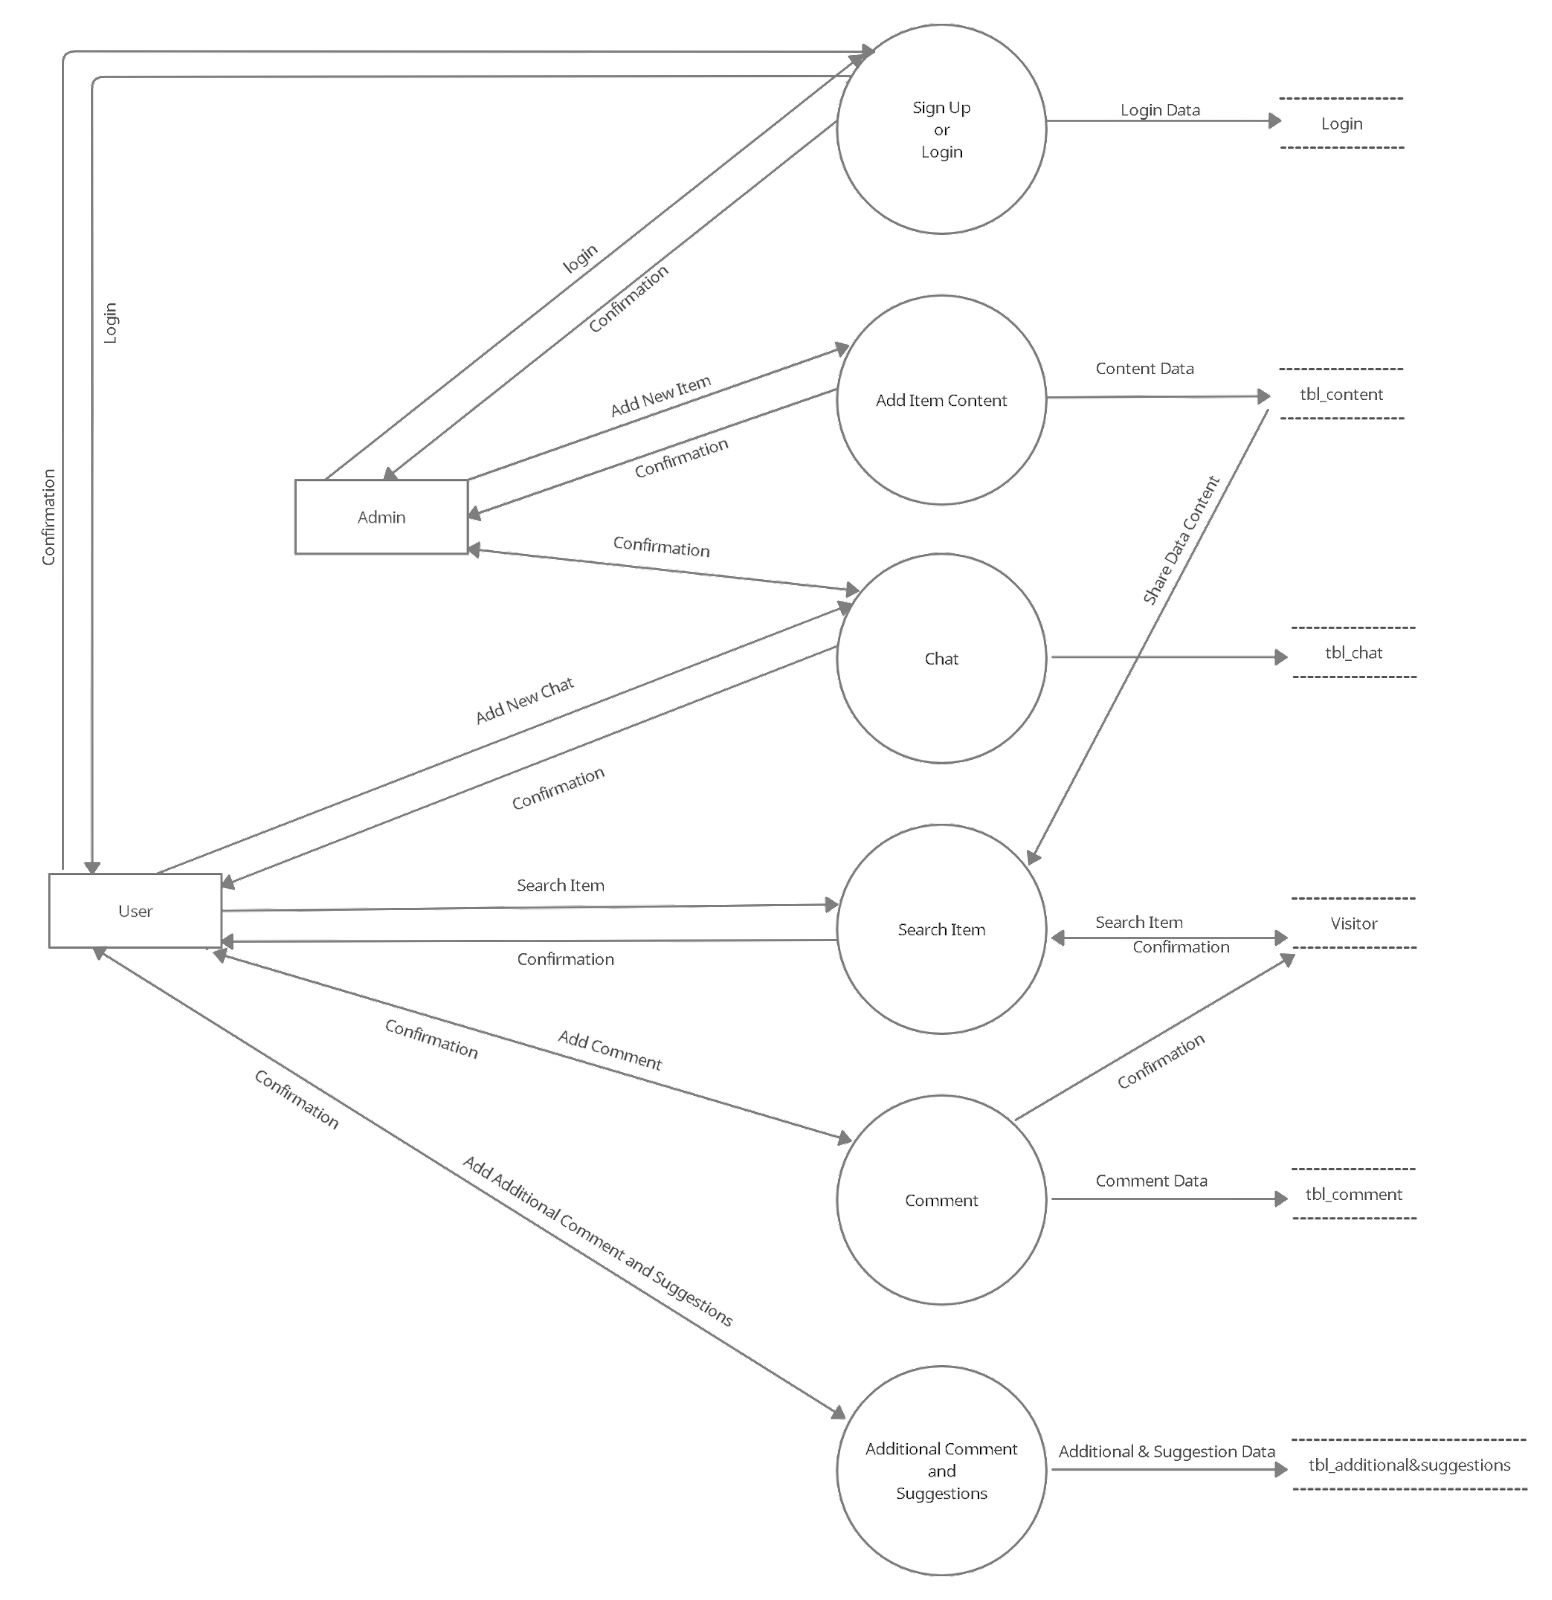 Sign Up
or
Login
Login Data
Login
login
Confirmation
Login
Confirmation
Add Item Content
Content Data
tbl_content
Add New Item
Confirmation
Admin
Confirmation
Share Data Content
Chat
tbl_chat
Add New Chat
Confirmation
User
Search Item
Confirmation
Search Item
Search Item
Confirmation
Visitor
Confirmation
Add Comment
Confirmation
Comment
Comment Data
tbl_comment
Confirmation
Add Additional Comment and Suggestions
Additional Comment
and
Suggestions
Additional & Suggestion Data
tbl_additional&suggestions